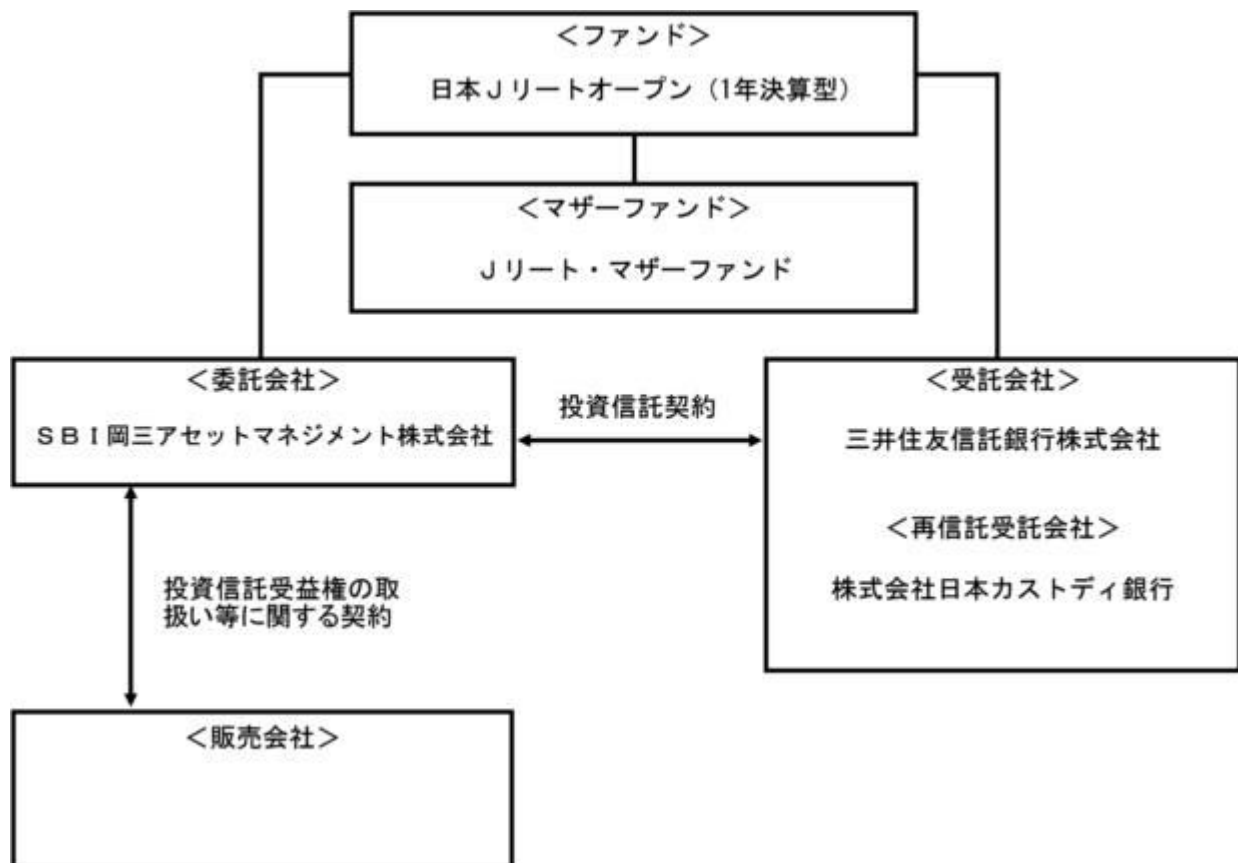 ＜ファンド＞
日本Ｊリートオープン（1年決算型）
＜マザーファンド＞
Ｊリート・マザーファンド
＜委託会社＞
ＳＢＩ岡三アセットマネジメント株式会社
投資信託契約
＜受託会社＞
三井住友信託銀行株式会社
＜再信託受託会社＞
株式会社日本カストディ銀行
投資信託受益権の取
扱い等に関する契約
＜販売会社＞